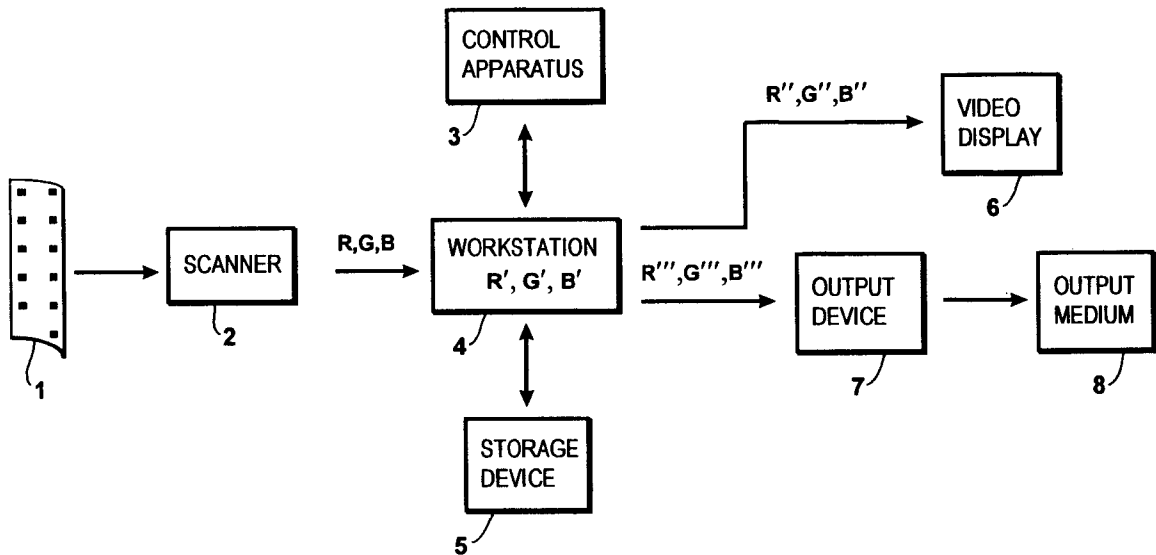 CONTROL
APPARATUS
3
R'',G'',B''
VIDEO
DISPLAY
6
1
SCANNER
2
R,G,B
WORKSTATION
R', G', B'
4
R''',G''',B'''
OUTPUT
DEVICE
7
OUTPUT
MEDIUM
8
STORAGE
DEVICE
5